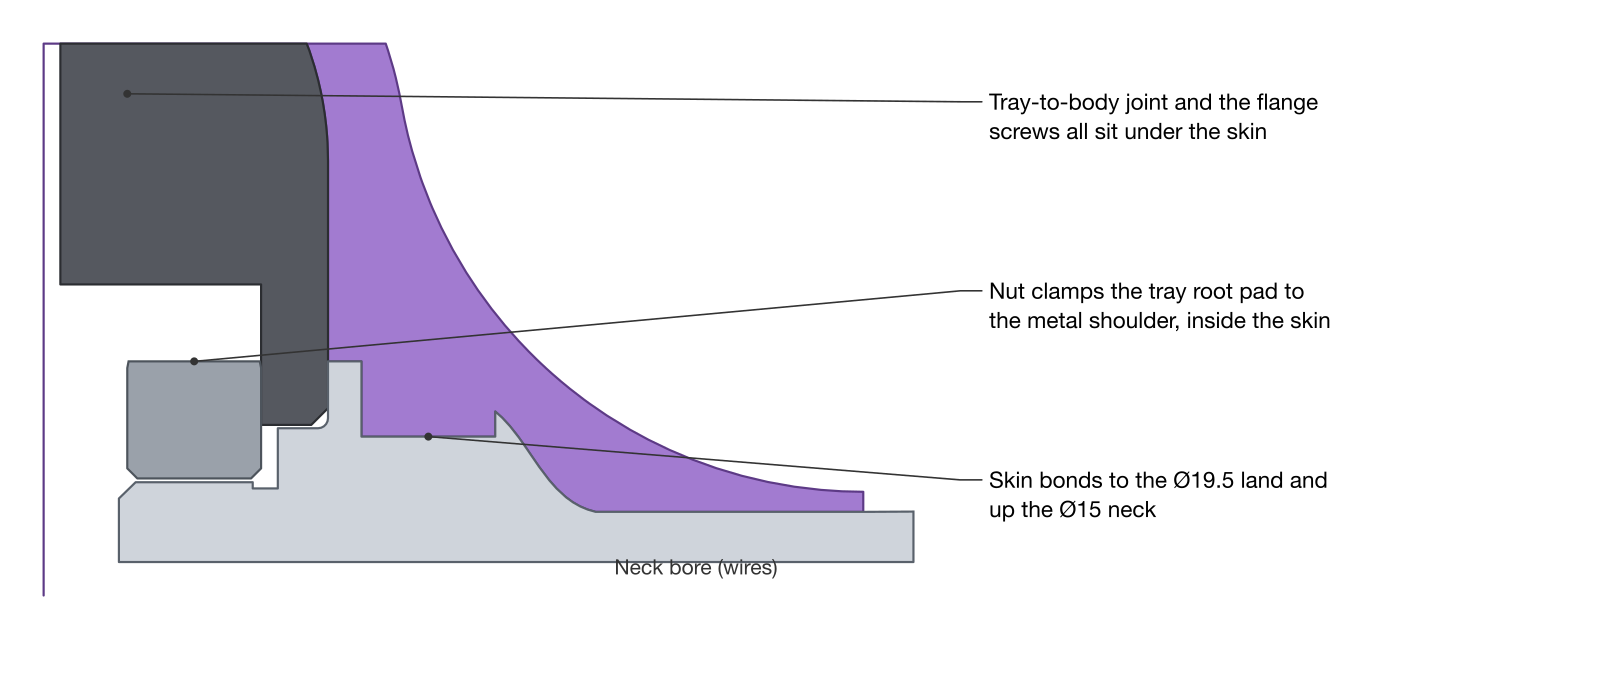 Tray-to-body joint and the flange
screws all sit under the skin
Nut clamps the tray root pad to
the metal shoulder, inside the skin
Skin bonds to the Ø19.5 land and
up the Ø15 neck
Neck bore (wires)